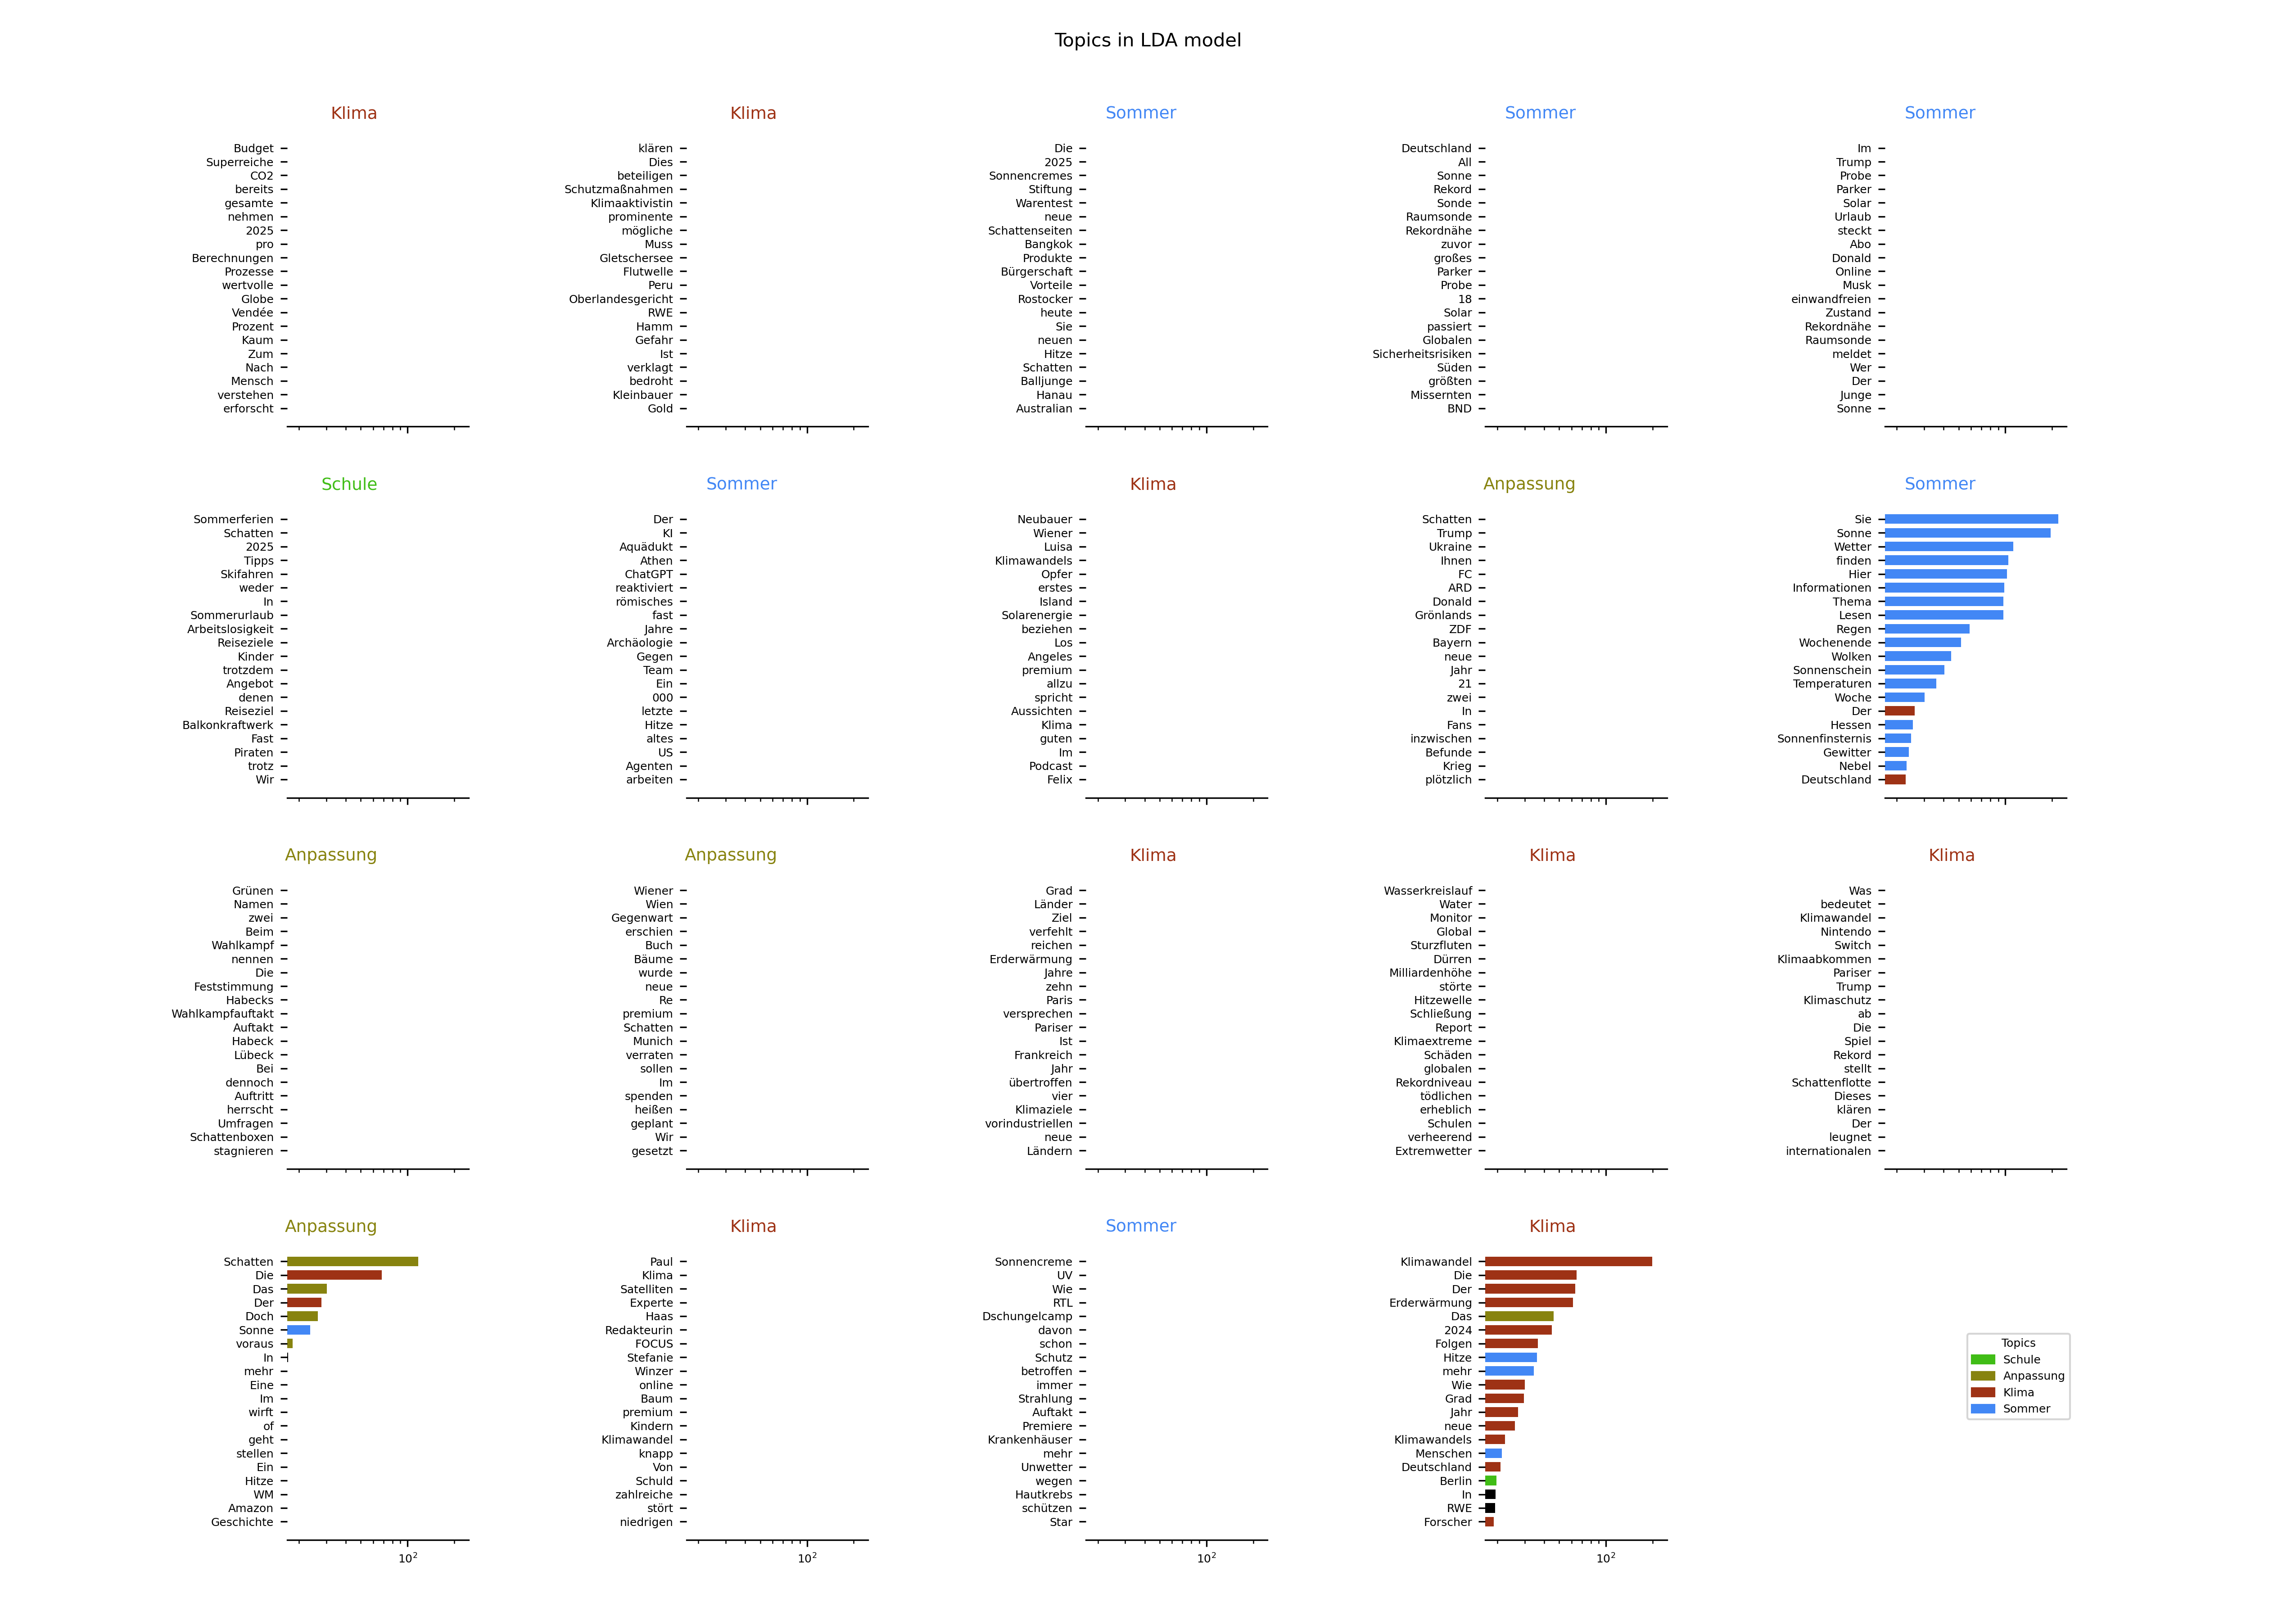 Topics in LDA model
Klima
Budget
Superreiche
CO2
bereits
gesamte
nehmen
2025
pro
Berechnungen
Prozesse
wertvolle
Globe
Vendée
Prozent
Kaum
Zum
Nach
Mensch
verstehen
erforscht
Klima
klären
Dies
beteiligen
Schutzmaßnahmen
Klimaaktivistin
prominente
mögliche
Muss
Gletschersee
Flutwelle
Peru
Oberlandesgericht
RWE
Hamm
Gefahr
Ist
verklagt
bedroht
Kleinbauer
Gold
Sommer
Die
2025
Sonnencremes
Stiftung
Warentest
neue
Schattenseiten
Bangkok
Produkte
Bürgerschaft
Vorteile
Rostocker
heute
Sie
neuen
Hitze
Schatten
Balljunge
Hanau
Australian
Sommer
Deutschland
All
Sonne
Rekord
Sonde
Raumsonde
Rekordnähe
zuvor
großes
Parker
Probe
18
Solar
passiert
Globalen
Sicherheitsrisiken
Süden
größten
Missernten
BND
Sommer
Im
Trump
Probe
Parker
Solar
Urlaub
steckt
Abo
Donald
Online
Musk
einwandfreien
Zustand
Rekordnähe
Raumsonde
meldet
Wer
Der
Junge
Sonne
Schule
Sommerferien
Schatten
2025
Tipps
Skifahren
weder
In
Sommerurlaub
Arbeitslosigkeit
Reiseziele
Kinder
trotzdem
Angebot
denen
Reiseziel
Balkonkraftwerk
Fast
Piraten
trotz
Wir
Sommer
Der
KI
Aquädukt
Athen
ChatGPT
reaktiviert
römisches
fast
Jahre
Archäologie
Gegen
Team
Ein
000
letzte
Hitze
altes
US
Agenten
arbeiten
Klima
Neubauer
Wiener
Luisa
Klimawandels
Opfer
erstes
Island
Solarenergie
beziehen
Los
Angeles
premium
allzu
spricht
Aussichten
Klima
guten
Im
Podcast
Felix
Anpassung
Schatten
Trump
Ukraine
Ihnen
FC
ARD
Donald
Grönlands
ZDF
Bayern
neue
Jahr
21
zwei
In
Fans
inzwischen
Befunde
Krieg
plötzlich
Sommer
Sie
Sonne
Wetter
finden
Hier
Informationen
Thema
Lesen
Regen
Wochenende
Wolken
Sonnenschein
Temperaturen
Woche
Der
Hessen
Sonnenfinsternis
Gewitter
Nebel
Deutschland
Anpassung
Grünen
Namen
zwei
Beim
Wahlkampf
nennen
Die
Feststimmung
Habecks
Wahlkampfauftakt
Auftakt
Habeck
Lübeck
Bei
dennoch
Auftritt
herrscht
Umfragen
Schattenboxen
stagnieren
Anpassung
Wiener
Wien
Gegenwart
erschien
Buch
Bäume
wurde
neue
Re
premium
Schatten
Munich
verraten
sollen
Im
spenden
heißen
geplant
Wir
gesetzt
Klima
Grad
Länder
Ziel
verfehlt
reichen
Erderwärmung
Jahre
zehn
Paris
versprechen
Pariser
Ist
Frankreich
Jahr
übertroffen
vier
Klimaziele
vorindustriellen
neue
Ländern
Klima
Wasserkreislauf
Water
Monitor
Global
Sturzfluten
Dürren
Milliardenhöhe
störte
Hitzewelle
Schließung
Report
Klimaextreme
Schäden
globalen
Rekordniveau
tödlichen
erheblich
Schulen
verheerend
Extremwetter
Klima
Was
bedeutet
Klimawandel
Nintendo
Switch
Klimaabkommen
Pariser
Trump
Klimaschutz
ab
Die
Spiel
Rekord
stellt
Schattenflotte
Dieses
klären
Der
leugnet
internationalen
Anpassung
Schatten
Die
Das
Der
Doch
Sonne
voraus
In
mehr
Eine
Im
wirft
of
geht
stellen
Ein
Hitze
WM
Amazon
Geschichte
10²
Klima
Paul
Klima
Satelliten
Experte
Haas
Redakteurin
FOCUS
Stefanie
Winzer
online
Baum
premium
Kindern
Klimawandel
knapp
Von
Schuld
zahlreiche
stört
niedrigen
10²
Sommer
Sonnencreme
UV
Wie
RTL
Dschungelcamp
davon
schon
Schutz
betroffen
immer
Strahlung
Auftakt
Premiere
Krankenhäuser
mehr
Unwetter
wegen
Hautkrebs
schützen
Star
10²
Klima
Klimawandel
Die
Der
Erderwärmung
Das
2024
Folgen
Hitze
mehr
Wie
Grad
Jahr
neue
Klimawandels
Menschen
Deutschland
Berlin
In
RWE
Forscher
10²
Topics
Schule
Anpassung
Klima
Sommer